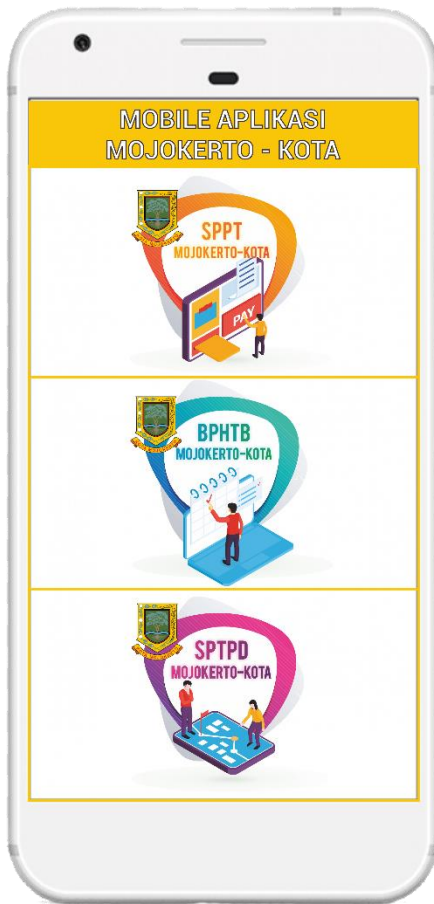 MOBILE APLIKASI
MOJOKERTO - KOTA
SPPT
MOJOKERTO-KOTA
PAY
BPHTB
MOJOKERTO-KOTA
SPTPD
MOJOKERTO-KOTA